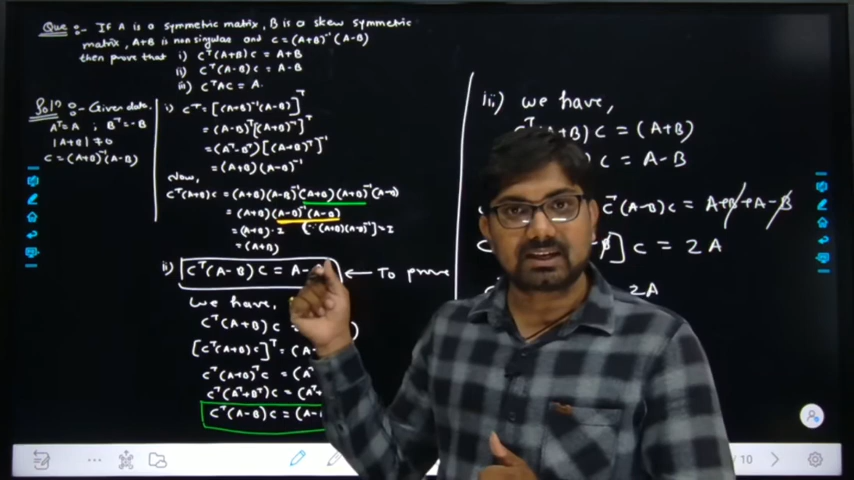 Que :- If A is a symmetric matrix, B is a skew symmetric
matrix, A+B is non singular and C=(A+B)⁻¹(A-B)
then prove that i) Cᵀ(A+B)C = A+B
ii) Cᵀ(A-B)C = A-B
iii) CᵀAC = A.
Solⁿ :- Given data.
Aᵀ=A ; Bᵀ=-B
|A+B| ≠0
C=(A+B)⁻¹(A-B)
i) Cᵀ=[(A+B)⁻¹(A-B)]ᵀ
=(A-B)ᵀ[(A+B)⁻¹]ᵀ
=(Aᵀ-Bᵀ)[(A+B)ᵀ]⁻¹
=(A+B)(A-B)⁻¹
Now,
Cᵀ(A+B)C =(A+B)(A-B)⁻¹(A+B)(A+B)⁻¹(A-B)
=(A+B)(A-B)⁻¹(A-B)
=(A+B)·I
=(A+B)
ii) Cᵀ(A-B)C = A-
← To prove
We have,
Cᵀ(A+B)C =
[Cᵀ(A+B)C]ᵀ = (A
Cᵀ(A+B)ᵀC = (A
Cᵀ(Aᵀ+Bᵀ)C = (Aᵀ+
Cᵀ(A-B)C = (A-
iii) we have,
+B)C = (A+B)
C = A-B
(A-B)C = A+B+A-B
]C = 2A
2A
/ 10